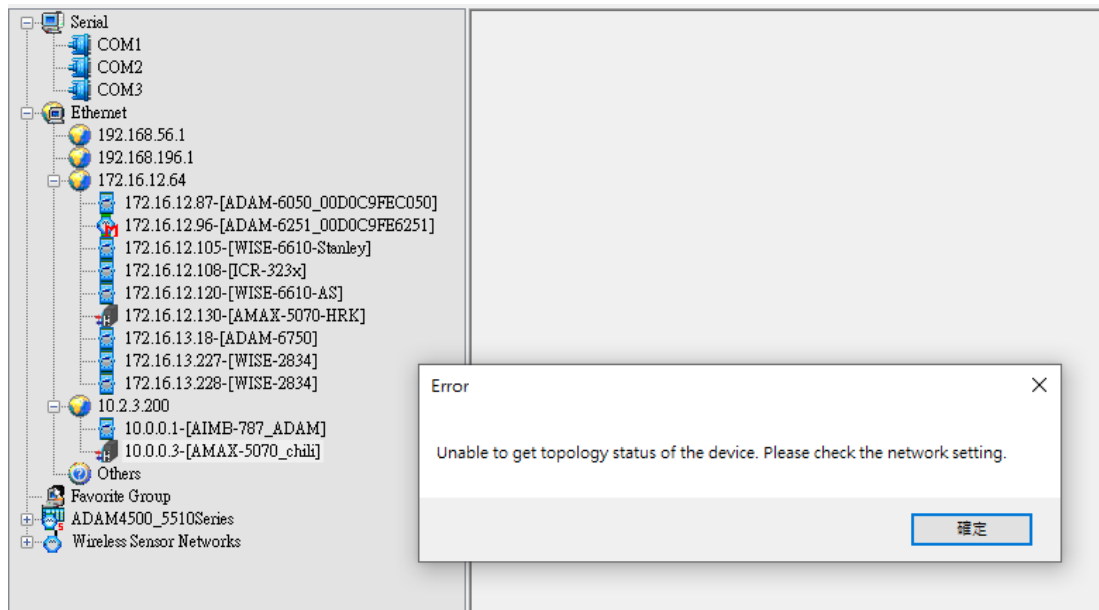 Serial
COM1
COM2
COM3
Ethernet
192.168.56.1
192.168.196.1
172.16.12.64
172.16.12.87-[ADAM-6050_00D0C9FEC050]
172.16.12.96-[ADAM-6251_00D0C9FE6251]
172.16.12.105-[WISE-6610-Stanley]
172.16.12.108-[ICR-323x]
172.16.12.120-[WISE-6610-AS]
172.16.12.130-[AMAX-5070-HRK]
172.16.13.18-[ADAM-6750]
172.16.13.227-[WISE-2834]
172.16.13.228-[WISE-2834]
10.2.3.200
10.0.0.1-[AIMB-787_ADAM]
10.0.0.3-[AMAX-5070_chili]
Others
Favorite Group
ADAM4500_5510Series
Wireless Sensor Networks
Error
Unable to get topology status of the device. Please check the network setting.
確定